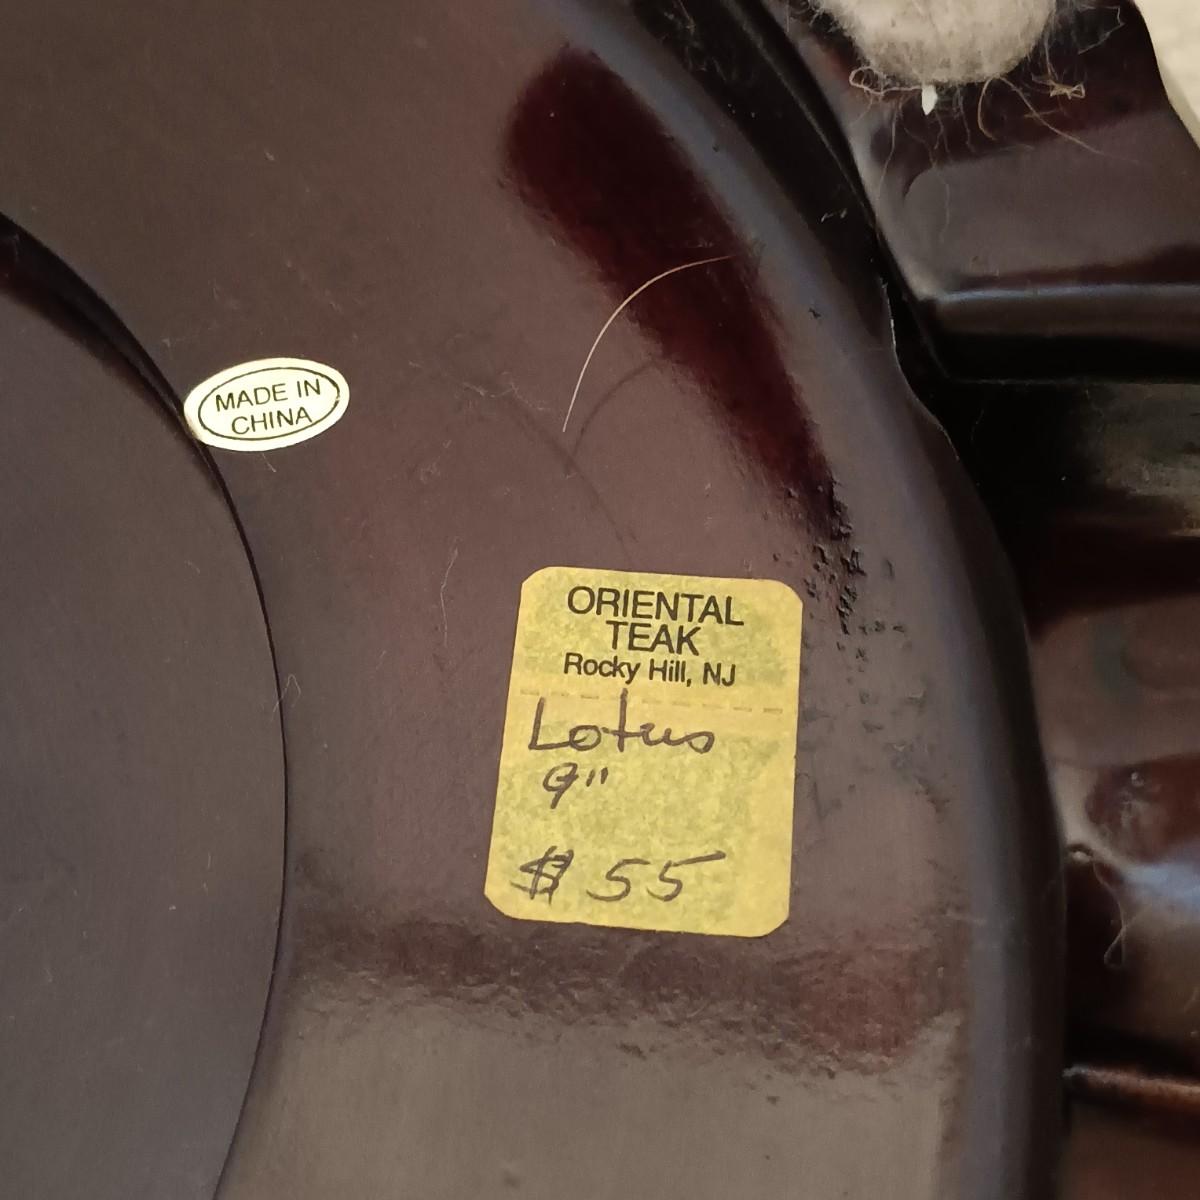 MADE IN
CHINA
ORIENTAL
TEAK
Rocky Hill, NJ
Lotus
9"
$ 55